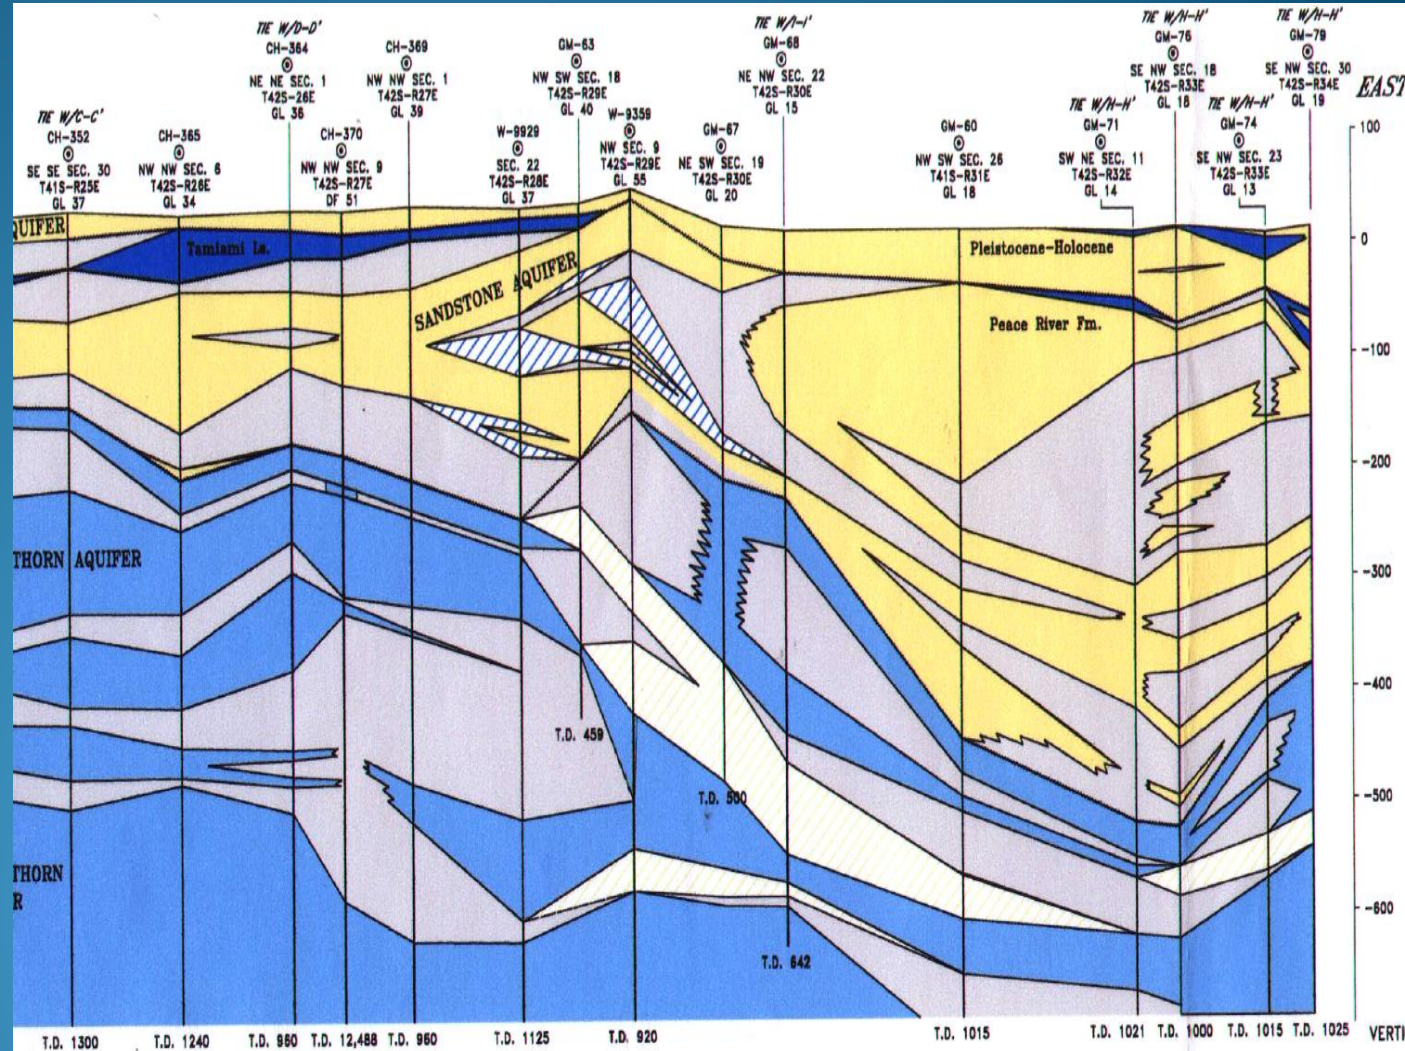 TIE W/C-C'
CH-352
SE SE SEC. 30
T41S-R25E
GL 37
CH-365
NW NW SEC. 6
T42S-R26E
GL 34
TIE W/D-D'
CH-364
NE NE SEC. 1
T42S-26E
GL 36
CH-370
NW NW SEC. 9
T42S-R27E
DF 51
CH-369
NW NW SEC. 1
T42S-R27E
GL 39
W-9929
SEC. 22
T42S-R28E
GL 37
GM-63
NW SW SEC. 18
T42S-R29E
GL 40
W-9359
NW SEC. 9
T42S-R29E
GL 55
GM-67
NE SW SEC. 19
T42S-R30E
GL 20
TIE W/I-I'
GM-68
NE NW SEC. 22
T42S-R30E
GL 15
GM-60
NW SW SEC. 26
T41S-R31E
GL 18
TIE W/H-H'
GM-71
SW NE SEC. 11
T42S-R32E
GL 14
TIE W/H-H'
GM-76
SE NW SEC. 18
T42S-R33E
GL 18
TIE W/H-H'
GM-74
SE NW SEC. 23
T42S-R33E
GL 13
TIE W/H-H'
GM-79
SE NW SEC. 30
T42S-R34E
GL 19
EAST
100
0
-100
-200
-300
-400
-500
-600
QUIFER
Tamiami Ls.
SANDSTONE AQUIFER
Pleistocene-Holocene
Peace River Fm.
THORN AQUIFER
THORN
R
T.D. 459
T.D. 500
T.D. 642
T.D. 1300
T.D. 1240
T.D. 980
T.D. 12,488
T.D. 960
T.D. 1125
T.D. 920
T.D. 1015
T.D. 1021
T.D. 1000
T.D. 1015
T.D. 1025
VERTI